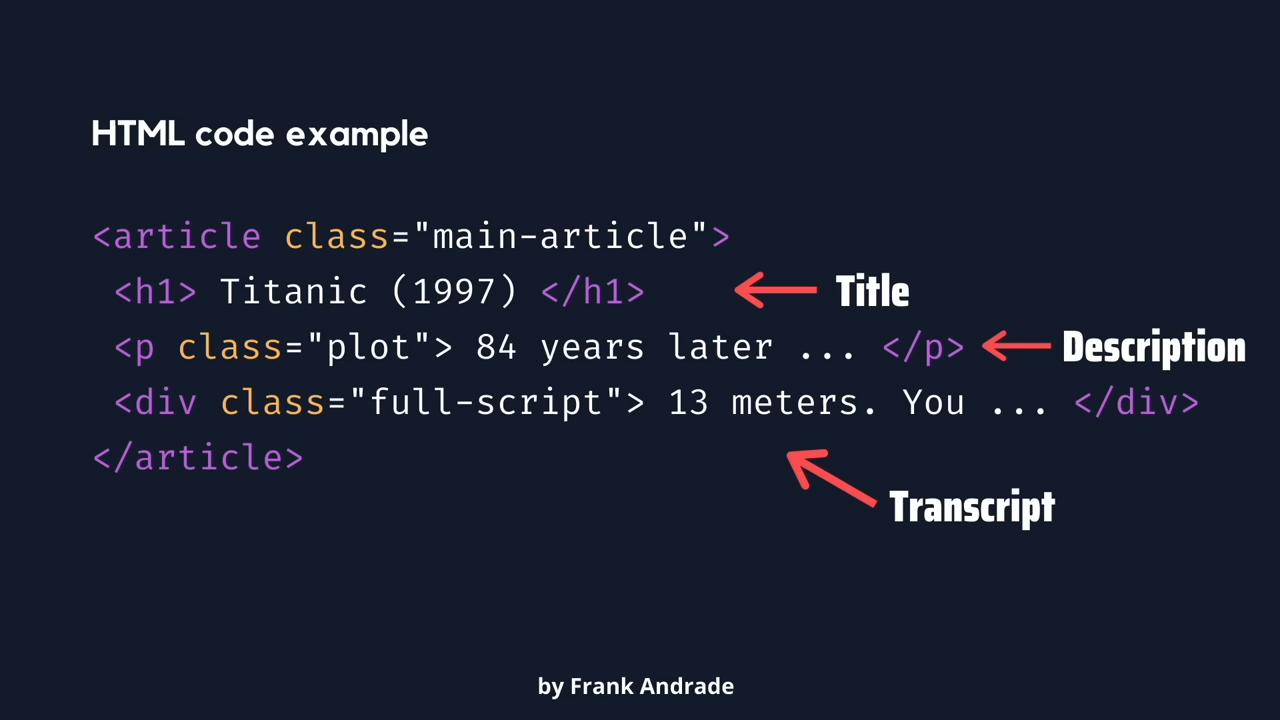 HTML code example
<article class="main-article">
<h1> Titanic (1997) </h1>
Title
<p class="plot"> 84 years later ... </p>
Description
<div class="full-script"> 13 meters. You ... </div>
</article>
Transcript
by Frank Andrade